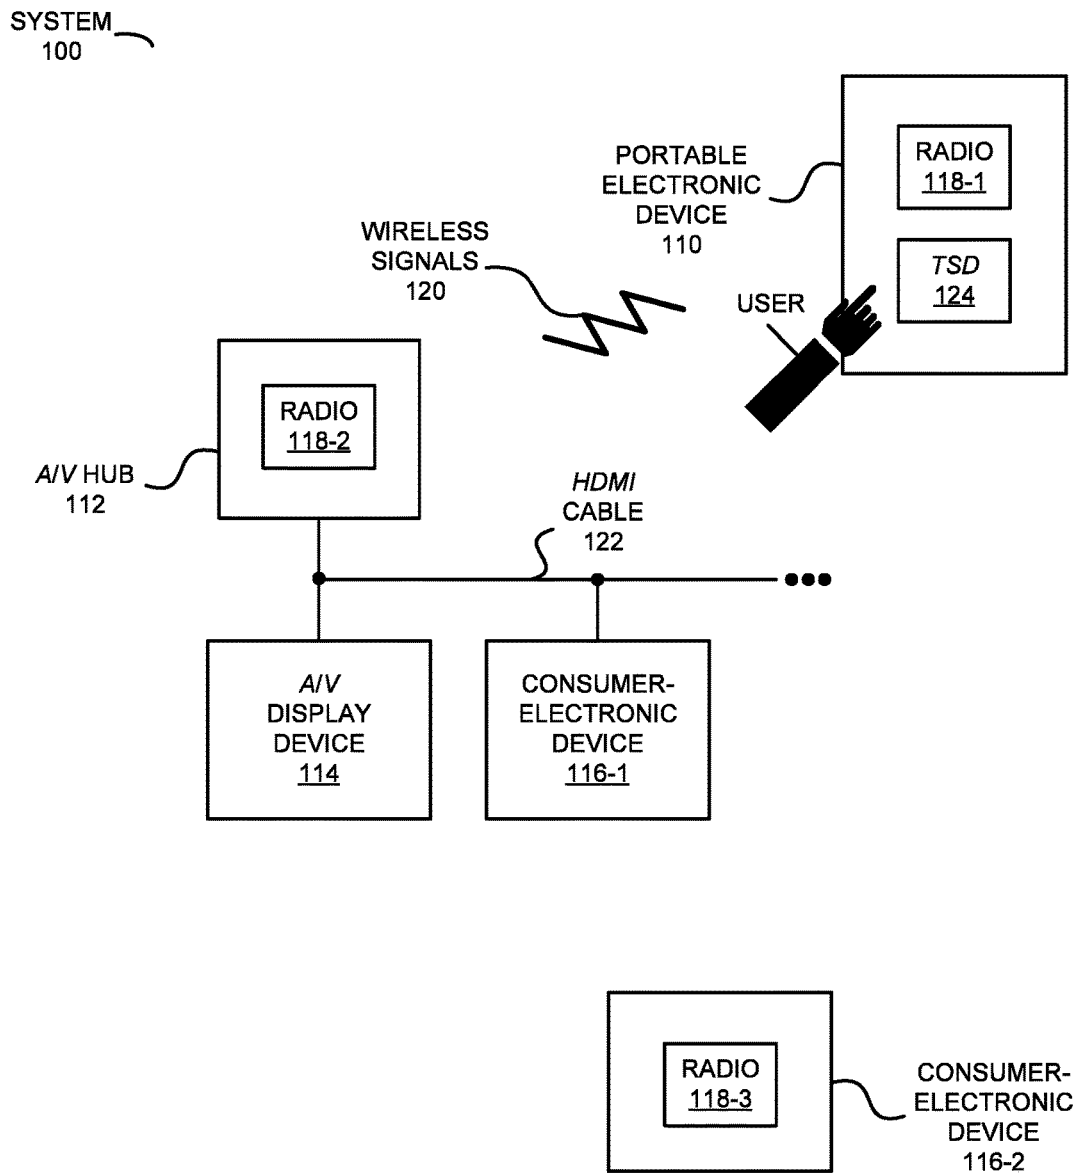 SYSTEM
100
PORTABLE
ELECTRONIC
DEVICE
110
RADIO
118-1
TSD
124
WIRELESS
SIGNALS
120
USER
RADIO
118-2
A/V HUB
112
HDMI
CABLE
122
A/V
DISPLAY
DEVICE
114
CONSUMER-
ELECTRONIC
DEVICE
116-1
RADIO
118-3
CONSUMER-
ELECTRONIC
DEVICE
116-2